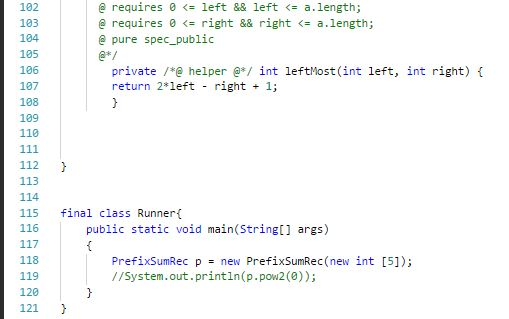 102 @ requires 0 <= left && left <= a.length;
103 @ requires 0 <= right && right <= a.length;
104 @ pure spec_public
105 @*/
106 private /*@ helper @*/ int leftMost(int left, int right) {
107 return 2*left - right + 1;
108 }
109
110
111
112 }
113
114
115 final class Runner{
116 public static void main(String[] args)
117 {
118 PrefixSumRec p = new PrefixSumRec(new int [5]);
119 //System.out.println(p.pow2(0));
120 }
121 }